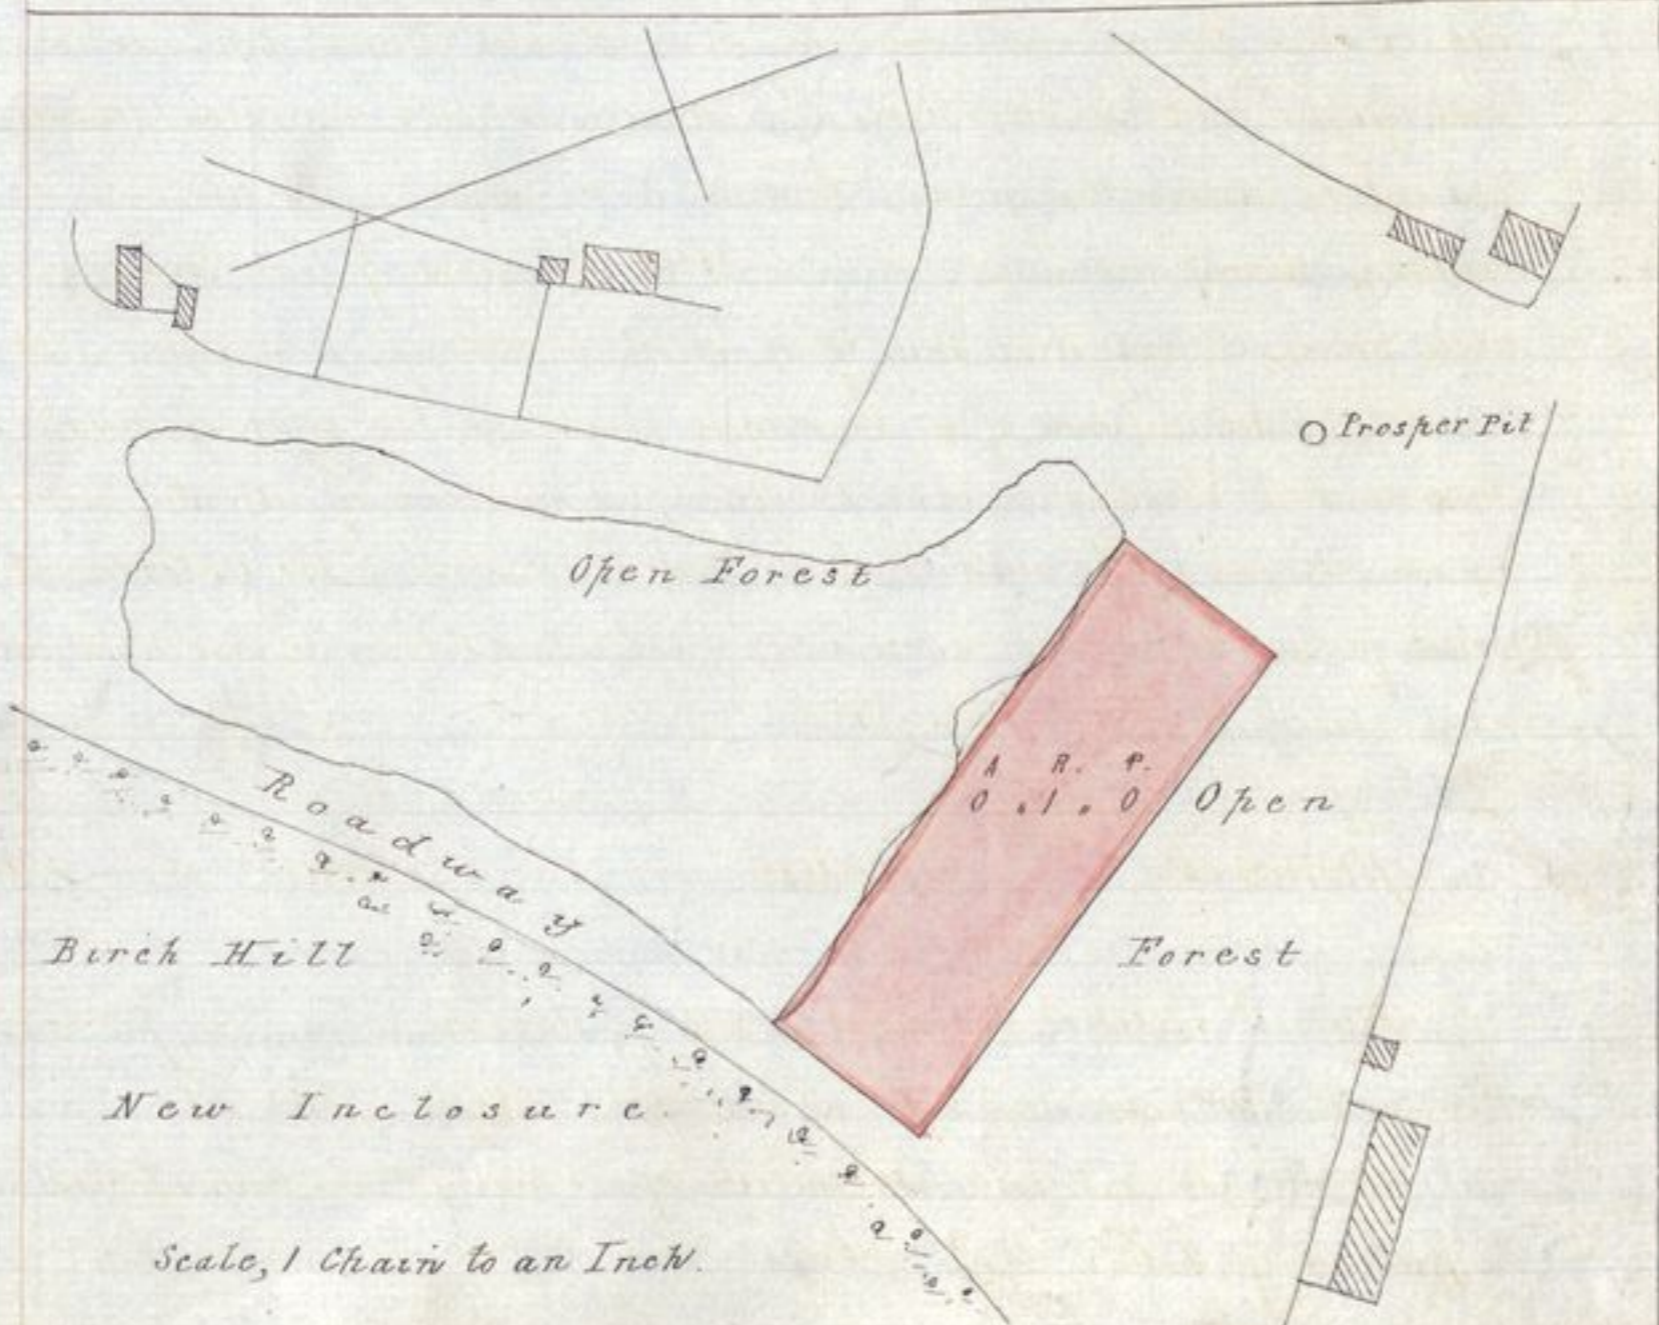 Prosper Pit
Open Forest
A R. P.
0 . 1 . 0
Open
Forest
Roadway
Birch Hill
New Inclosure.
Scale, 1 Chain to an Inch.